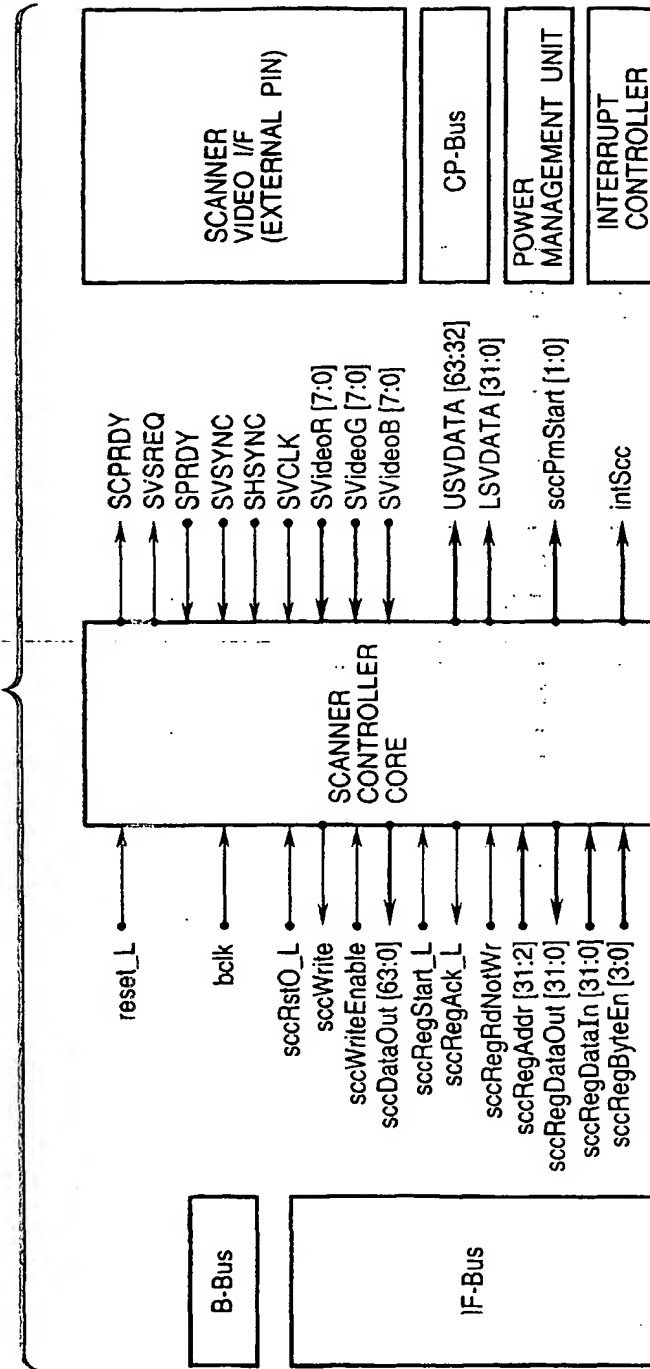 B-Bus
IF-Bus
reset_L
bclk
sccRstO_L
sccWrite
sccWriteEnable
sccDataOut [63:0]
sccRegStart_L
sccRegAck_L
sccRegRdNotWr
sccRegAddr [31:2]
sccRegDataOut [31:0]
sccRegDataIn [31:0]
sccRegByteEn [3:0]
SCANNER
CONTROLLER
CORE
SCPRDY
SVSREQ
SPRDY
SVSYNC
SHSYNC
SVCLK
SVideoR [7:0]
SVideoG [7:0]
SVideoB [7:0]
USVDATA [63:32]
LSVDATA [31:0]
sccPmStart [1:0]
intScc
SCANNER
VIDEO I/F
(EXTERNAL PIN)
CP-Bus
POWER
MANAGEMENT UNIT
INTERRUPT
CONTROLLER